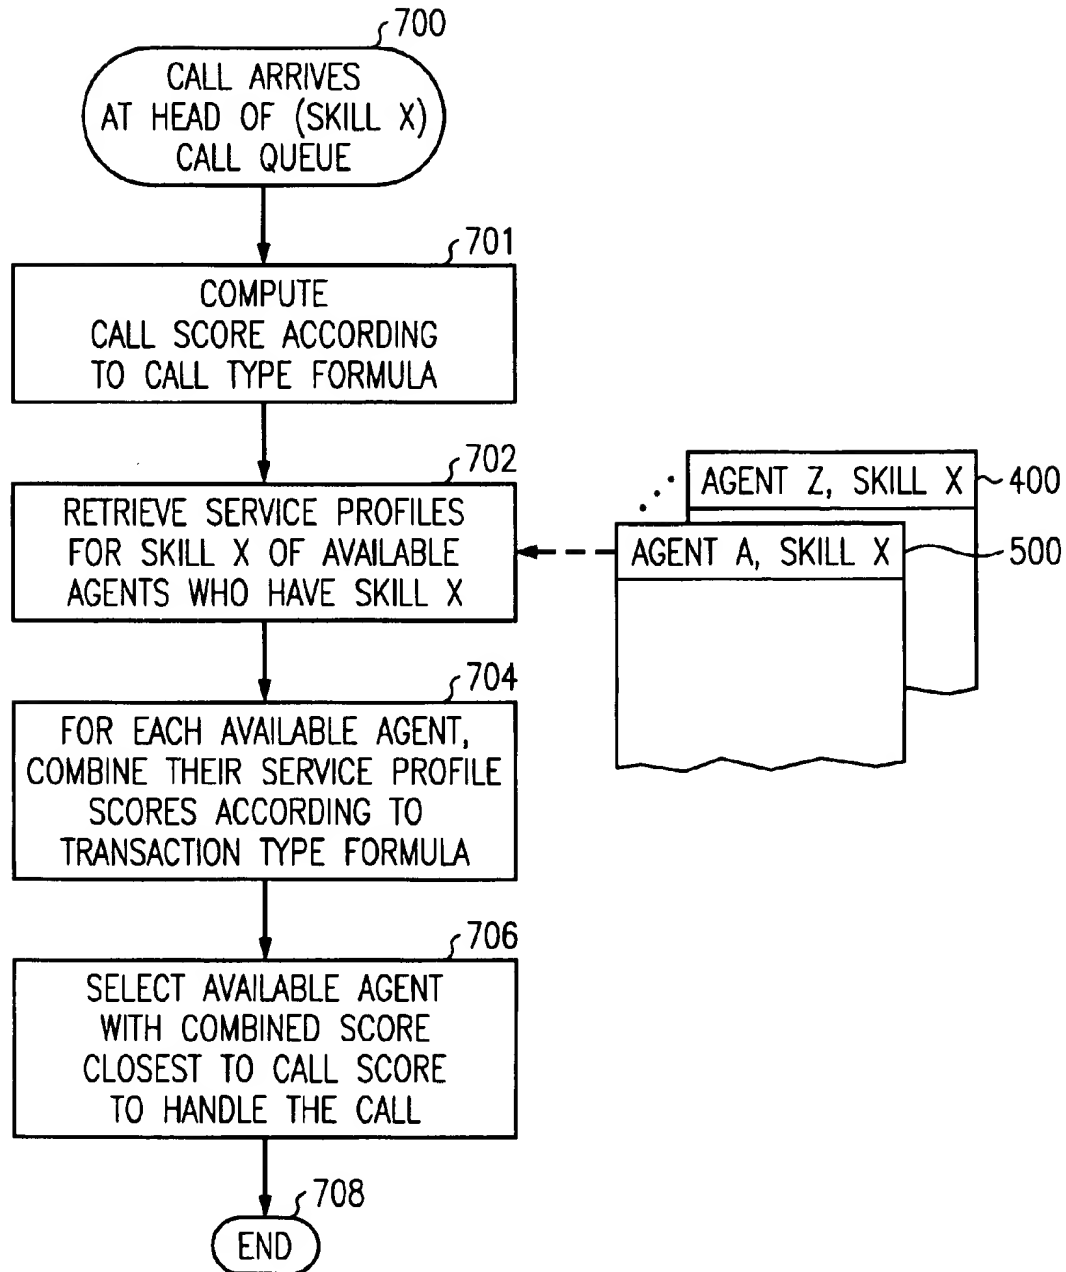 700
CALL ARRIVES
AT HEAD OF (SKILL X)
CALL QUEUE
701
COMPUTE
CALL SCORE ACCORDING
TO CALL TYPE FORMULA
702
RETRIEVE SERVICE PROFILES
FOR SKILL X OF AVAILABLE
AGENTS WHO HAVE SKILL X
AGENT Z, SKILL X
400
AGENT A, SKILL X
500
704
FOR EACH AVAILABLE AGENT,
COMBINE THEIR SERVICE PROFILE
SCORES ACCORDING TO
TRANSACTION TYPE FORMULA
706
SELECT AVAILABLE AGENT
WITH COMBINED SCORE
CLOSEST TO CALL SCORE
TO HANDLE THE CALL
708
END